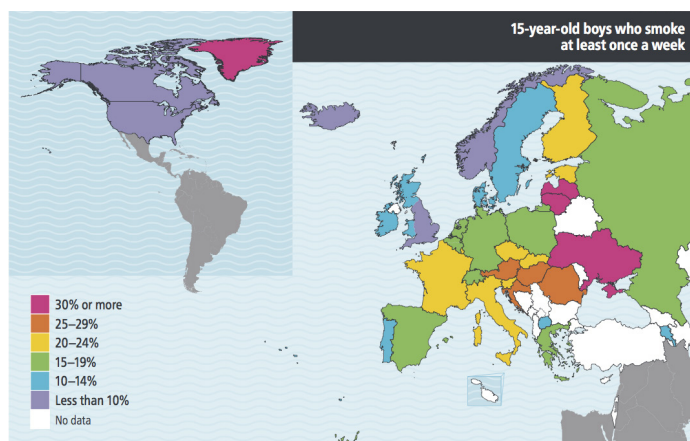 15-year-old boys who smoke
at least once a week
30% or more
25–29%
20–24%
15–19%
10–14%
Less than 10%
No data